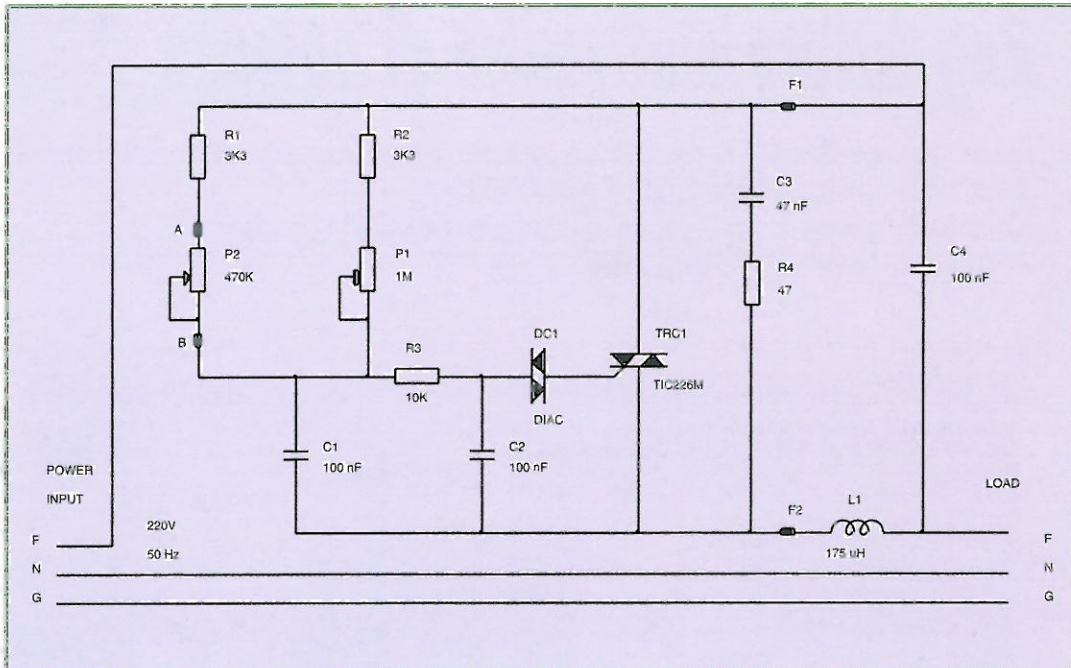 F1
R1
3K3
R2
3K3
C3
47 nF
A
P2
470K
P1
1M
R4
47
C4
100 nF
B
R3
10K
DC1
DIAC
TRC1
TIC226M
C1
100 nF
C2
100 nF
POWER
INPUT
220V
50 Hz
LOAD
F2
L1
175 uH
F
N
G
F
N
G